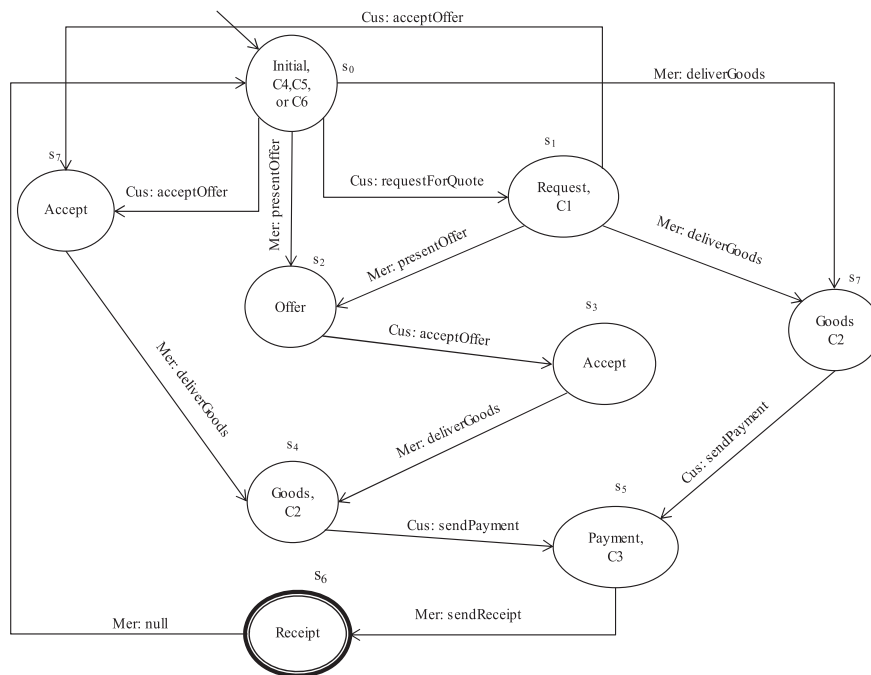 Cus: acceptOffer
Initial,
C4,C5,
or C6
s0
Mer: deliverGoods
s1
s7
Cus: acceptOffer
Mer: presentOffer
Cus: requestForQuote
Request,
C1
Accept
Mer: presentOffer
Mer: deliverGoods
s2
s7
Offer
s3
Goods
C2
Cus: acceptOffer
Accept
Mer: deliverGoods
Mer: deliverGoods
Cus: sendPayment
s4
Goods,
C2
s5
Cus: sendPayment
Payment,
C3
s6
Mer: null
Receipt
Mer: sendReceipt